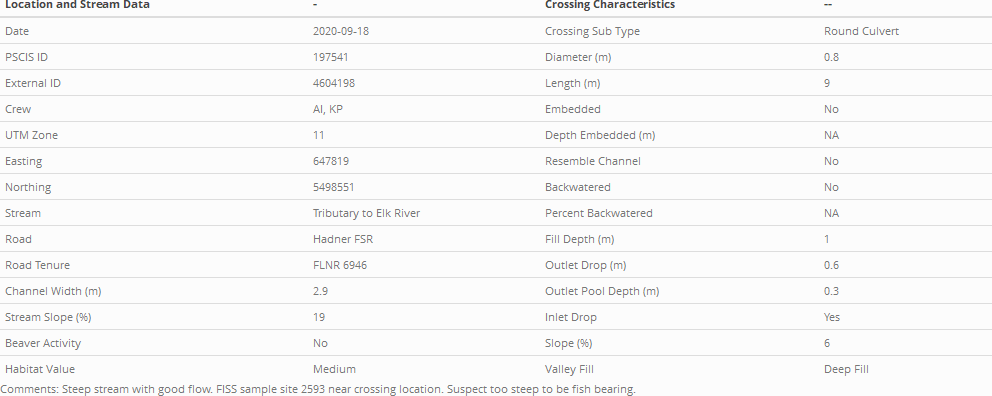 Location and Stream Data - Crossing Characteristics --
Date 2020-09-18 Crossing Sub Type Round Culvert
PSCIS ID 197541 Diameter (m) 0.8
External ID 4604198 Length (m) 9
Crew AI, KP Embedded No
UTM Zone 11 Depth Embedded (m) NA
Easting 647819 Resemble Channel No
Northing 5498551 Backwatered No
Stream Tributary to Elk River Percent Backwatered NA
Road Hadner FSR Fill Depth (m) 1
Road Tenure FLNR 6946 Outlet Drop (m) 0.6
Channel Width (m) 2.9 Outlet Pool Depth (m) 0.3
Stream Slope (%) 19 Inlet Drop Yes
Beaver Activity No Slope (%) 6
Habitat Value Medium Valley Fill Deep Fill
Comments: Steep stream with good flow. FISS sample site 2593 near crossing location. Suspect too steep to be fish bearing.